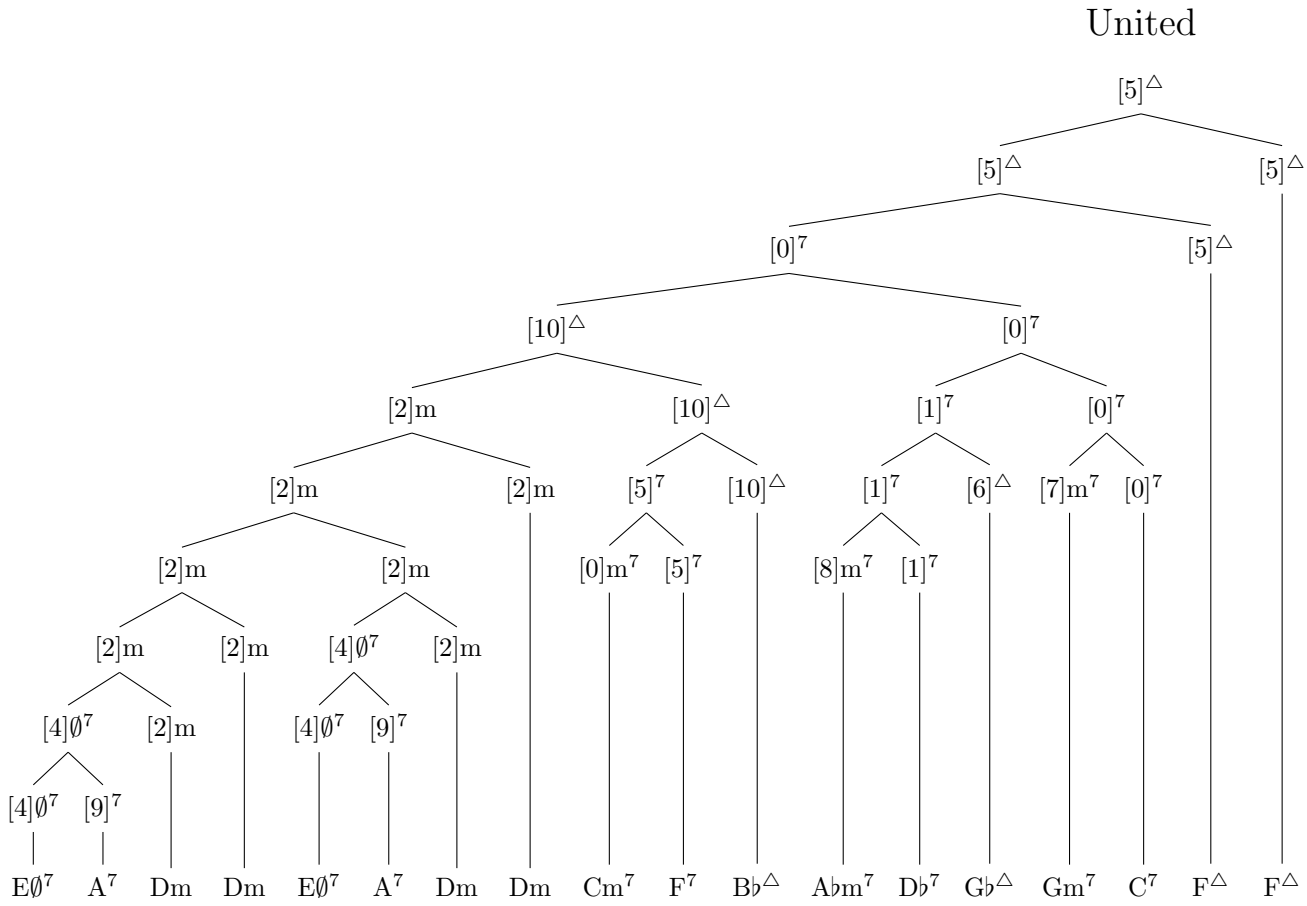 United
[5]△
[5]△ [5]△
[0]⁷ [5]△
[10]△ [0]⁷
[2]m [10]△ [1]⁷ [0]⁷
[2]m [2]m [5]⁷ [10]△ [1]⁷ [6]△ [7]m⁷ [0]⁷
[2]m [2]m [0]m⁷ [5]⁷ [8]m⁷ [1]⁷
[2]m [2]m [4]∅⁷ [2]m
[4]∅⁷ [2]m [4]∅⁷ [9]⁷
[4]∅⁷ [9]⁷
E∅⁷ A⁷ Dm Dm E∅⁷ A⁷ Dm Dm Cm⁷ F⁷ B♭△ A♭m⁷ D♭⁷ G♭△ Gm⁷ C⁷ F△ F△